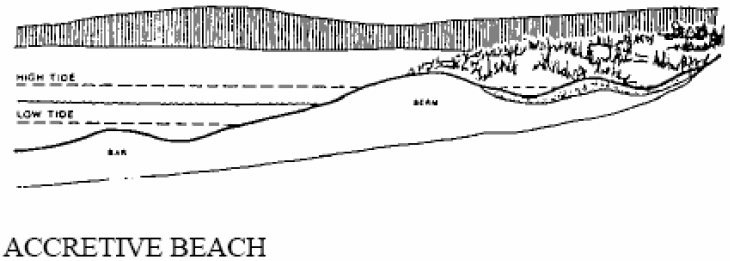 HIGH TIDE
BERM
LOW TIDE
BAR
ACCRETIVE BEACH